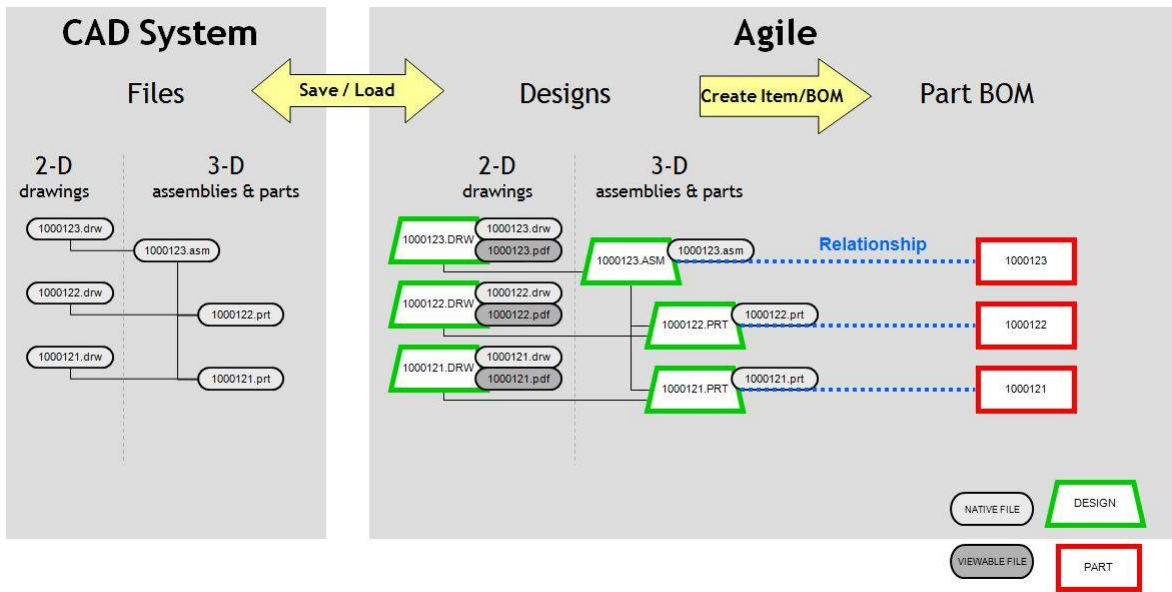 CAD System
Agile
Files
Save / Load
Designs
Create Item/BOM
Part BOM
2-D
drawings
3-D
assemblies & parts
2-D
drawings
3-D
assemblies & parts
1000123.drw
1000123.asm
1000122.drw
1000122.prt
1000121.drw
1000121.prt
1000123.DRW
1000123.drw
1000123.pdf
1000123.ASM
1000123.asm
Relationship
1000123
1000122.DRW
1000122.drw
1000122.pdf
1000122.PRT
1000122.prt
1000122
1000121.DRW
1000121.drw
1000121.pdf
1000121.PRT
1000121.prt
1000121
NATIVE FILE
DESIGN
VIEWABLE FILE
PART